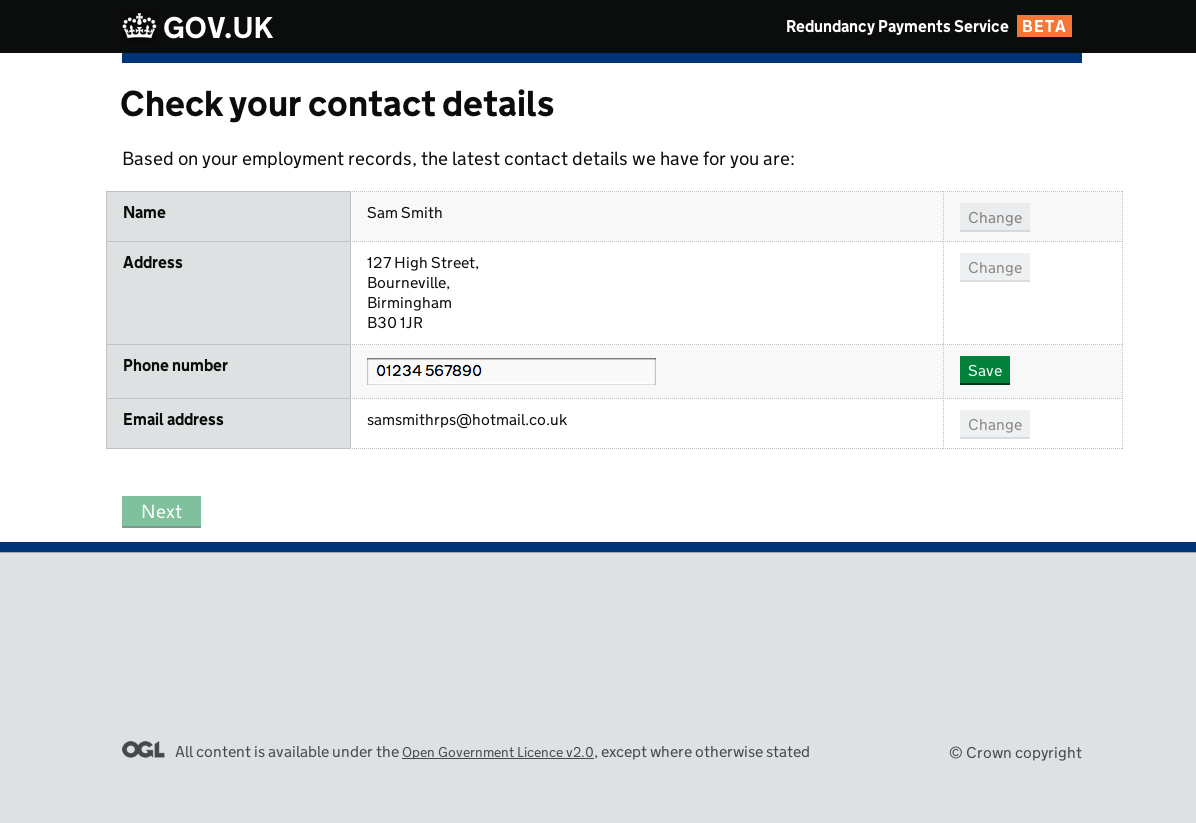 GOV.UK
Redundancy Payments Service BETA
Check your contact details
Based on your employment records, the latest contact details we have for you are:
Name Sam Smith Change
Address 127 High Street, Change
Bourneville,
Birmingham
B30 1JR
Phone number 01234 567890 Save
Email address samsmithrps@hotmail.co.uk Change
Next
OGL All content is available under the Open Government Licence v2.0, except where otherwise stated
© Crown copyright